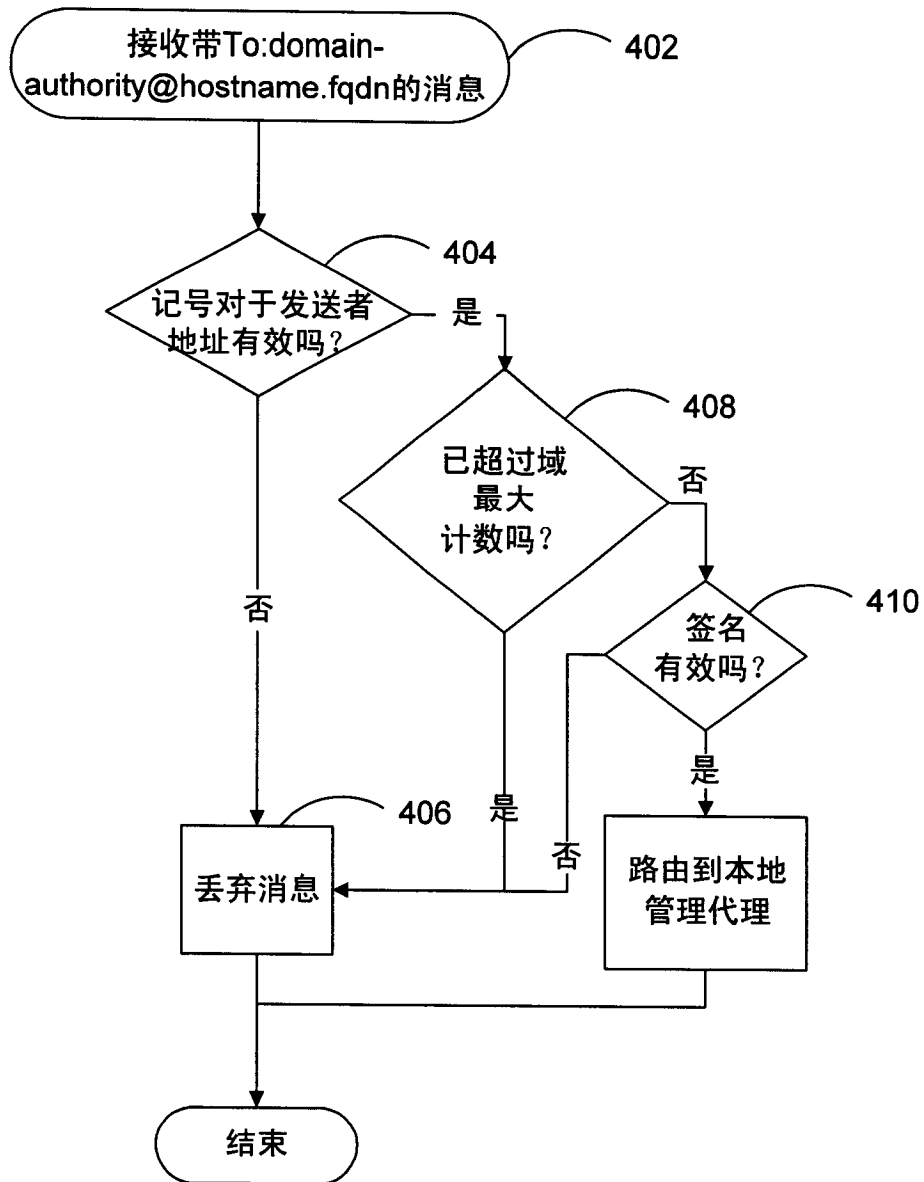 接收带To:domain-
authority@hostname.fqdn的消息
402
404
记号对于发送者
地址有效吗?
是
408
已超过域
最大
计数吗?
否
410
签名
有效吗?
否
是
406
是
否
丢弃消息
路由到本地
管理代理
结束